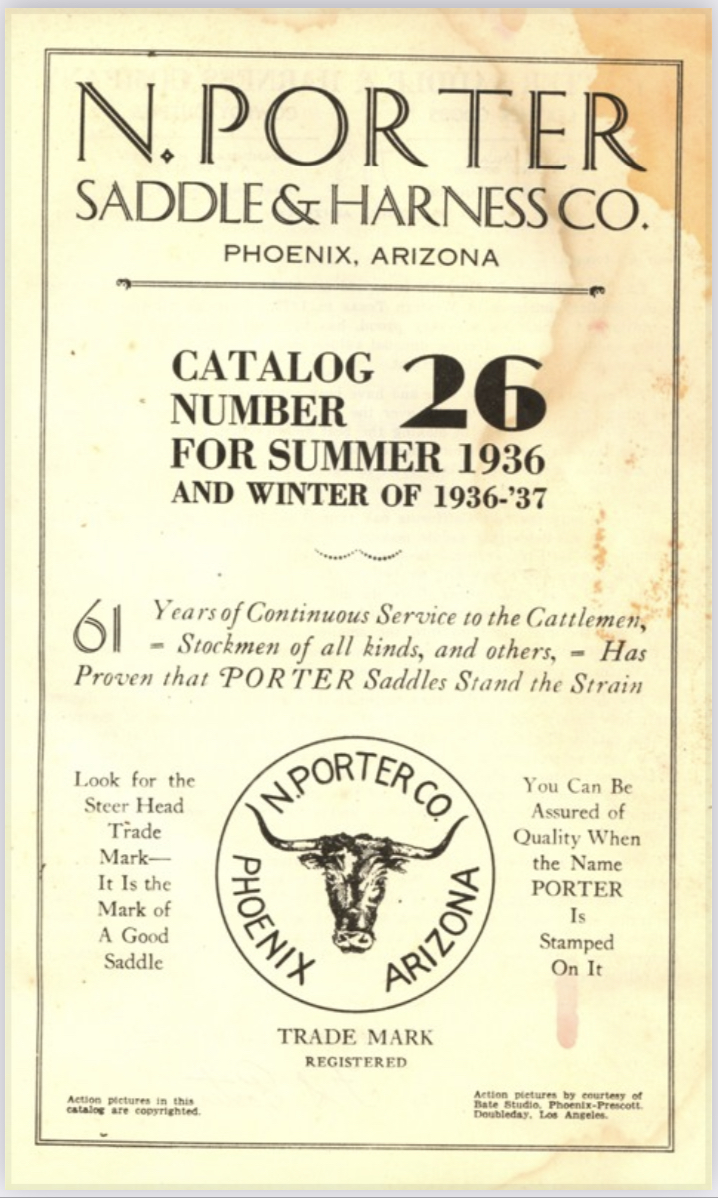 N. PORTER
SADDLE & HARNESS CO.
PHOENIX, ARIZONA
CATALOG
NUMBER 26
FOR SUMMER 1936
AND WINTER OF 1936-'37
61 Years of Continuous Service to the Cattlemen,
= Stockmen of all kinds, and others, = Has
Proven that PORTER Saddles Stand the Strain
Look for the
Steer Head
Trade
Mark—
It Is the
Mark of
A Good
Saddle
N. PORTER CO.
PHOENIX ARIZONA
You Can Be
Assured of
Quality When
the Name
PORTER
Is
Stamped
On It
TRADE MARK
REGISTERED
Action pictures in this
catalog are copyrighted.
Action pictures by courtesy of
Bate Studio, Phoenix-Prescott.
Doubleday, Los Angeles.